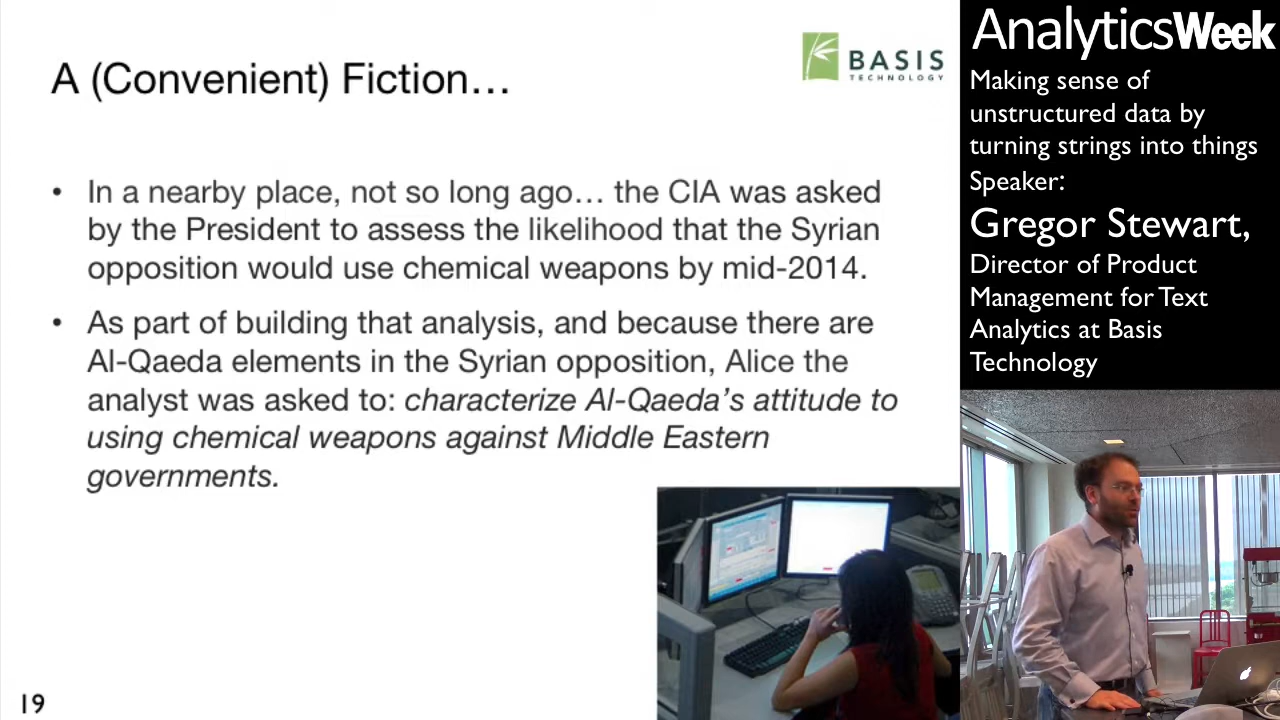 A (Convenient) Fiction…
BASIS
TECHNOLOGY
• In a nearby place, not so long ago… the CIA was asked
by the President to assess the likelihood that the Syrian
opposition would use chemical weapons by mid-2014.
• As part of building that analysis, and because there are
Al-Qaeda elements in the Syrian opposition, Alice the
analyst was asked to: characterize Al-Qaeda’s attitude to
using chemical weapons against Middle Eastern
governments.
19
AnalyticsWeek
Making sense of
unstructured data by
turning strings into things
Speaker:
Gregor Stewart,
Director of Product
Management for Text
Analytics at Basis
Technology